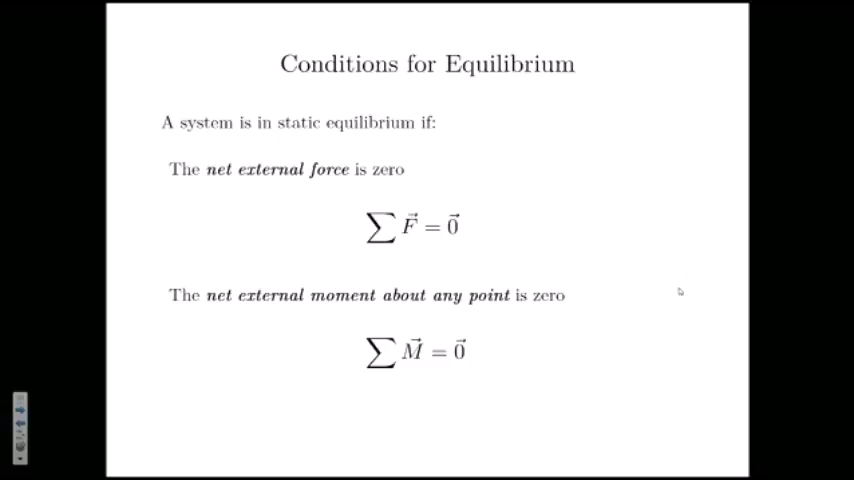 Conditions for Equilibrium
A system is in static equilibrium if:
The net external force is zero
∑ F⃗ = 0⃗
The net external moment about any point is zero
∑ M⃗ = 0⃗